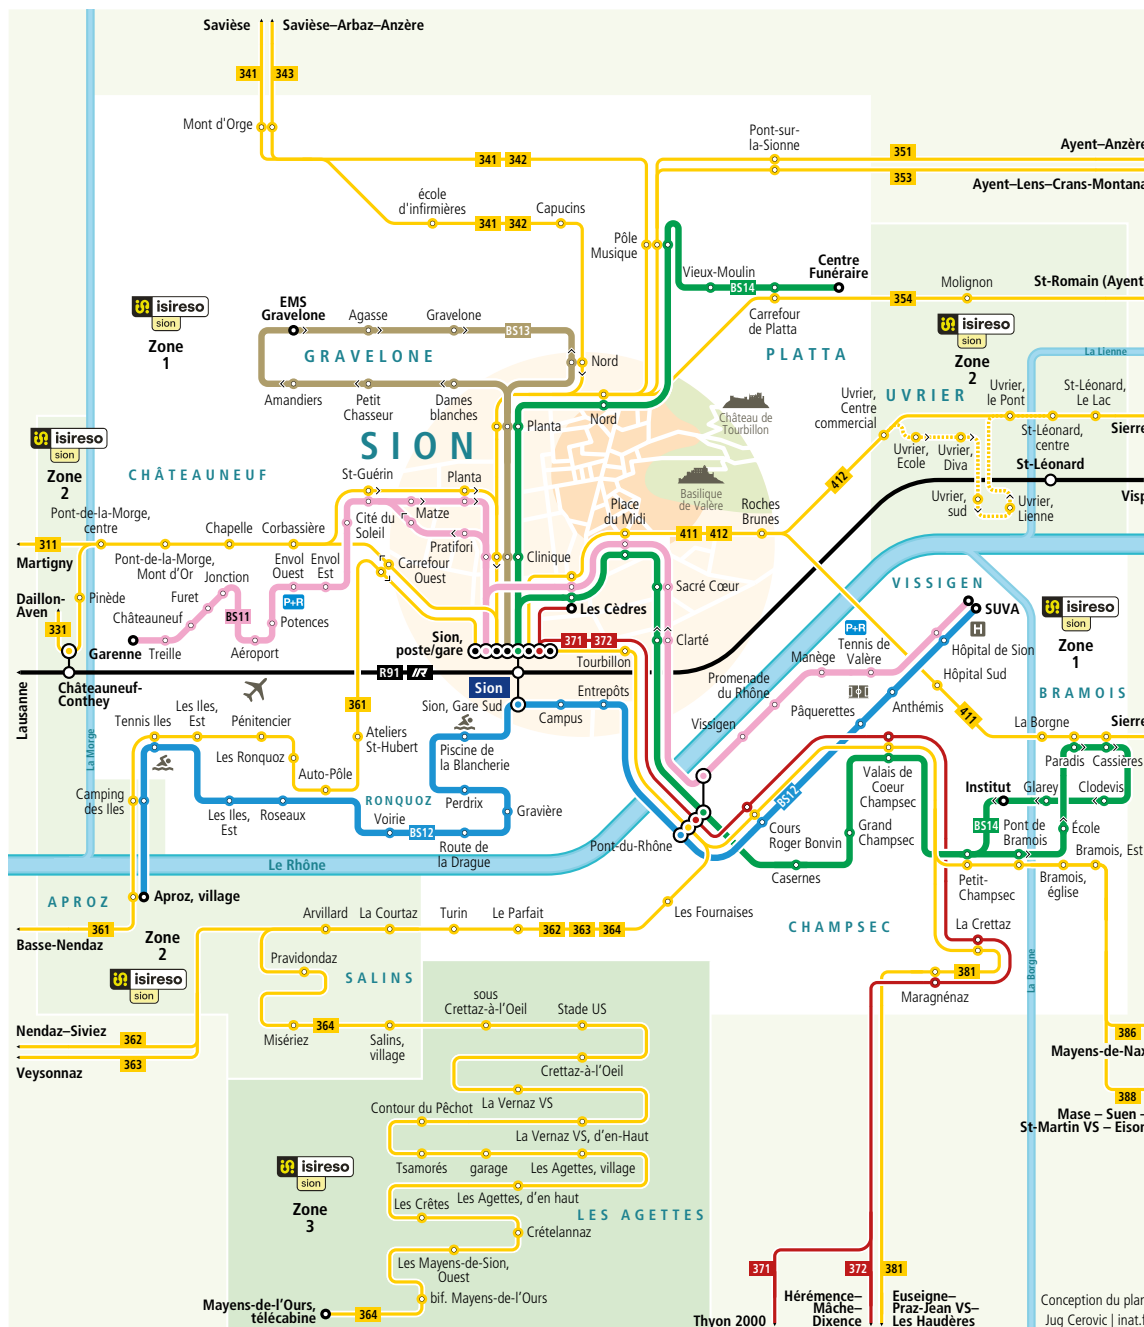 Savièse
Savièse–Arbaz–Anzère
341
343
Mont d'Orge
341
342
Pont-sur-
la-Sionne
351
Ayent–Anzère
353
Ayent–Lens–Crans-Montana
école
d'infirmières
341
342
Capucins
Pôle
Musique
Vieux-Moulin
BS14
Centre
Funéraire
Carrefour
de Platta
354
Molignon
St-Romain (Ayent
isireso
sion
Zone
1
EMS
Gravelone
Agasse
Gravelone
BS13
GRAVELONE
Nord
Amandiers
Petit
Chasseur
Dames
blanches
PLATTA
isireso
sion
Zone
2
La Lienne
Uvrier,
Centre
commercial
UVRIER
Uvrier,
le Pont
St-Léonard,
Le Lac
St-Léonard,
centre
Sierre
Uvrier,
Ecole
Uvrier,
Diva
St-Léonard
Uvrier,
sud
Uvrier,
Lienne
Visp
isireso
sion
Zone
2
CHÂTEAUNEUF
SION
Planta
Nord
Château de
Tourbillon
Basilique
de Valère
412
St-Guérin
Planta
Matze
Cité du
Soleil
Pratifori
Place
du Midi
411
412
Roches
Brunes
Pont-de-la-Morge,
centre
Chapelle
Corbassière
311
Martigny
Pont-de-la-Morge,
Mont d'Or
Jonction
Envol
Ouest
Envol
Est
P+R
Carrefour
Ouest
Clinique
Sacré Cœur
Les Cèdres
Daillon-
Aven
331
Pinède
Furet
Châteauneuf
BS11
Potences
Garenne
Treille
Aéroport
Sion,
poste/gare
371
372
Tourbillon
Clarté
VISSIGEN
SUVA
H
Hôpital de Sion
P+R
Tennis de
Valère
Manège
Hôpital Sud
isireso
sion
Zone
1
BRAMOIS
Lausanne
Châteauneuf-
Conthey
R91
Sion
Sion, Gare Sud
Entrepôts
Campus
Promenade
du Rhône
Vissigen
Pâquerettes
Anthémis
411
La Borgne
Sierre
Tennis Iles
Les Iles,
Est
Pénitencier
361
Ateliers
St-Hubert
Les Ronquoz
Auto-Pôle
Piscine de
la Blancherie
Perdrix
Gravière
Paradis
Cassières
La Morge
Camping
des Iles
Les Iles,
Est
Roseaux
RONQUOZ
Voirie
BS12
Route de
la Drague
Pont-du-Rhône
BS12
Cours
Roger Bonvin
Valais de
Coeur
Champsec
Grand
Champsec
Institut
Glarey
Clodevis
BS14
Pont de
Bramois
École
Bramois, Est
Le Rhône
Casernes
Petit-
Champsec
Bramois,
église
APROZ
Aproz, village
361
Basse-Nendaz
Zone
2
isireso
sion
Arvillard
La Courtaz
Turin
Le Parfait
362
363
364
Les Fournaises
CHAMPSEC
La Crettaz
381
Maragnénaz
La Borgne
Pravidondaz
SALINS
Misériez
364
Salins,
village
sous
Crettaz-à-l'Oeil
Stade US
Nendaz–Siviez
362
363
Veysonnaz
Crettaz-à-l'Oeil
La Vernaz VS
Contour du Pêchot
La Vernaz VS, d'en-Haut
Tsamorés
garage
Les Agettes, village
Les Agettes, d'en haut
Les Crêtes
Crételannaz
LES AGETTES
Les Mayens-de-Sion,
Ouest
bif. Mayens-de-l'Ours
Mayens-de-l'Ours,
télécabine
364
isireso
sion
Zone
3
386
Mayens-de-Nax
388
Mase – Suen –
St-Martin VS – Eison
371
372
381
Thyon 2000
Hérémence–
Mâche–
Dixence
Euseigne–
Praz-Jean VS–
Les Haudères
Conception du plan
Jug Cerovic | inat.f